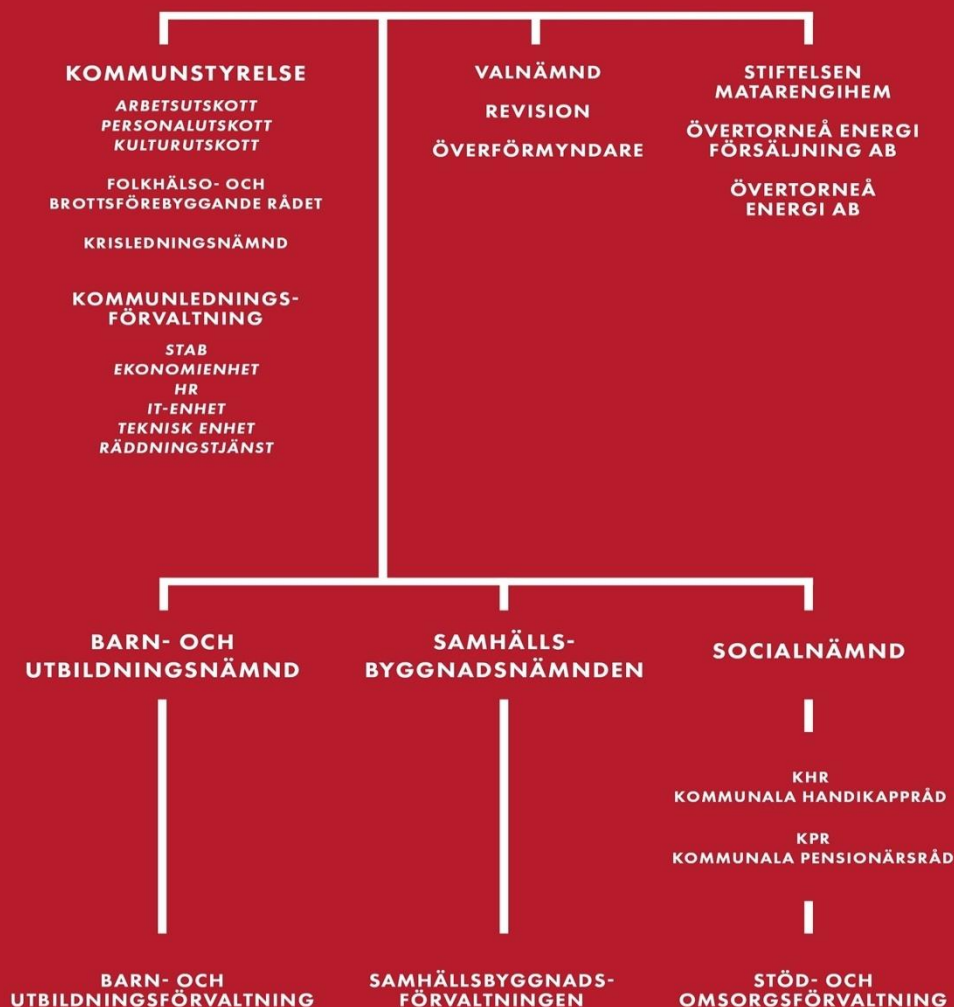 KOMMUNSTYRELSE
ARBETSUTSKOTT
PERSONALUTSKOTT
KULTURUTSKOTT
FOLKHÄLSO- OCH
BROTTSFÖREBYGGANDE RÅDET
KRISLEDNINGSNÄMND
KOMMUNLEDNINGS-
FÖRVALTNING
STAB
EKONOMIENHET
HR
IT-ENHET
TEKNISK ENHET
RÄDDNINGSTJÄNST
VALNÄMND
REVISION
ÖVERFÖRMYNDARE
STIFTELSEN
MATARENGIHEM
ÖVERTORNEÅ ENERGI
FÖRSÄLJNING AB
ÖVERTORNEÅ
ENERGI AB
BARN- OCH
UTBILDNINGSNÄMND
SAMHÄLLS-
BYGGNADSNÄMNDEN
SOCIALNÄMND
KHR
KOMMUNALA HANDIKAPPRÅD
KPR
KOMMUNALA PENSIONÄRSRÅD
BARN- OCH
UTBILDNINGSFÖRVALTNING
SAMHÄLLSBYGGNADS-
FÖRVALTNINGEN
STÖD- OCH
OMSORGSFÖRVALTNING